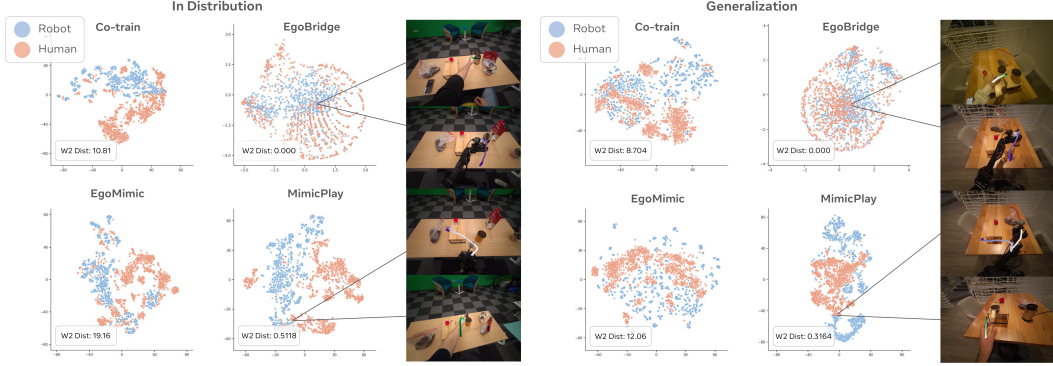 In Distribution
Robot
Human
Co-train
W2 Dist: 10.81
EgoBridge
W2 Dist: 0.000
EgoMimic
W2 Dist: 19.16
MimicPlay
W2 Dist: 0.5118
Generalization
Robot
Human
Co-train
W2 Dist: 8.704
EgoBridge
W2 Dist: 0.000
EgoMimic
W2 Dist: 12.06
MimicPlay
W2 Dist: 0.3164